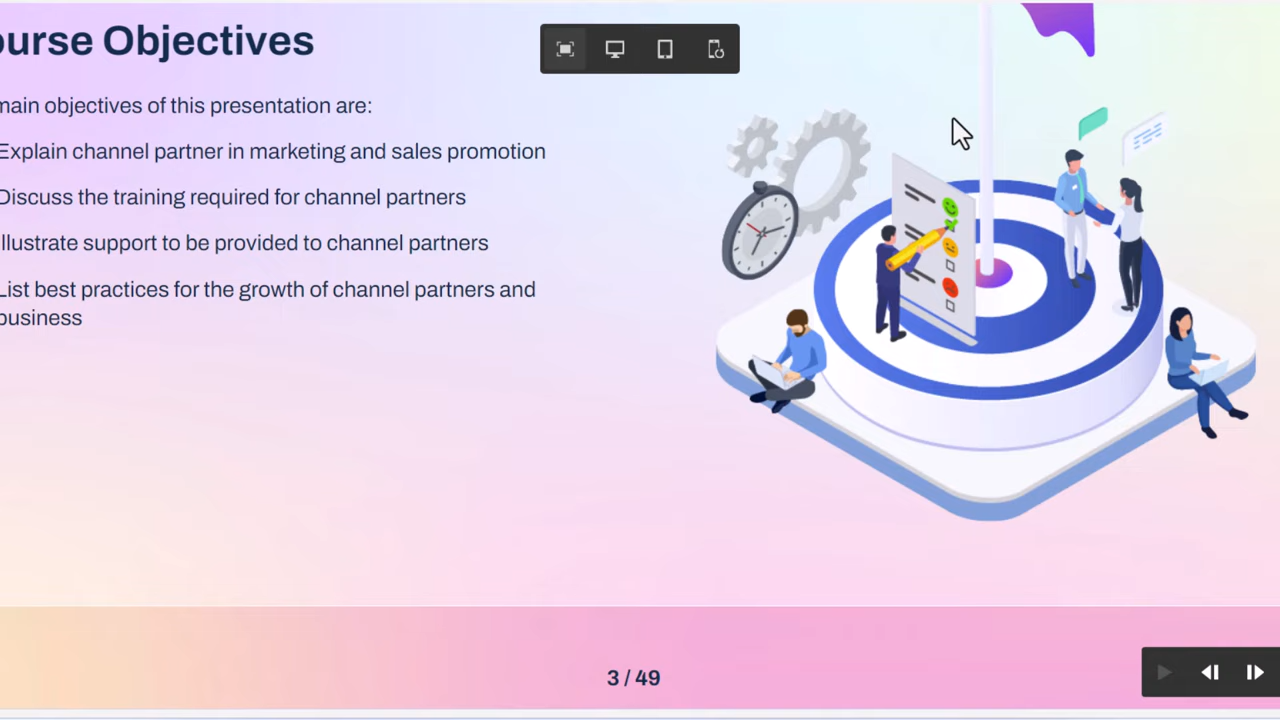 ourse Objectives
main objectives of this presentation are:
Explain channel partner in marketing and sales promotion
Discuss the training required for channel partners
llustrate support to be provided to channel partners
List best practices for the growth of channel partners and
business
3 / 49